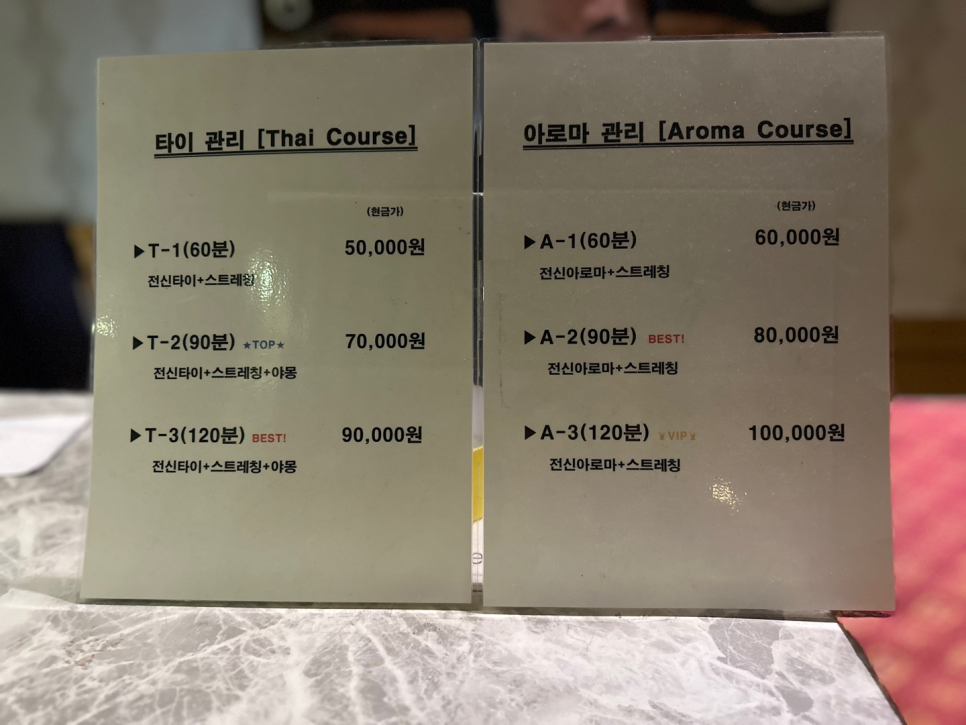 타이 관리 [Thai Course]
(현금가)
▶T-1(60분) 50,000원
전신타이+스트레칭
▶T-2(90분) ★TOP★ 70,000원
전신타이+스트레칭+야몽
▶T-3(120분) BEST! 90,000원
전신타이+스트레칭+야몽
아로마 관리 [Aroma Course]
(현금가)
▶A-1(60분) 60,000원
전신아로마+스트레칭
▶A-2(90분) BEST! 80,000원
전신아로마+스트레칭
▶A-3(120분) ¥VIP¥ 100,000원
전신아로마+스트레칭